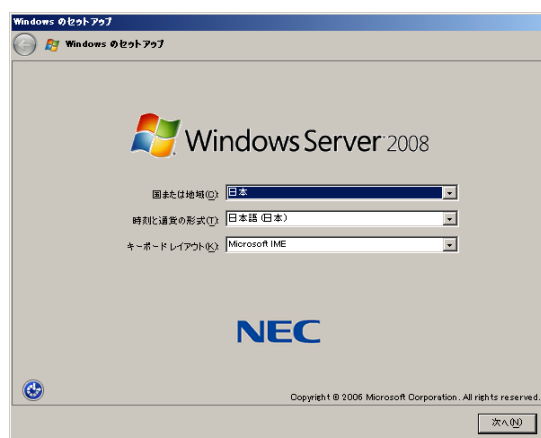 Windows のセットアップ
Windows のセットアップ
Windows Server 2008
国または地域(C): 日本
時刻と通貨の形式(T): 日本語 (日本)
キーボード レイアウト(K): Microsoft IME
NEC
Copyright © 2006 Microsoft Corporation. All rights reserved.
次へ(N)